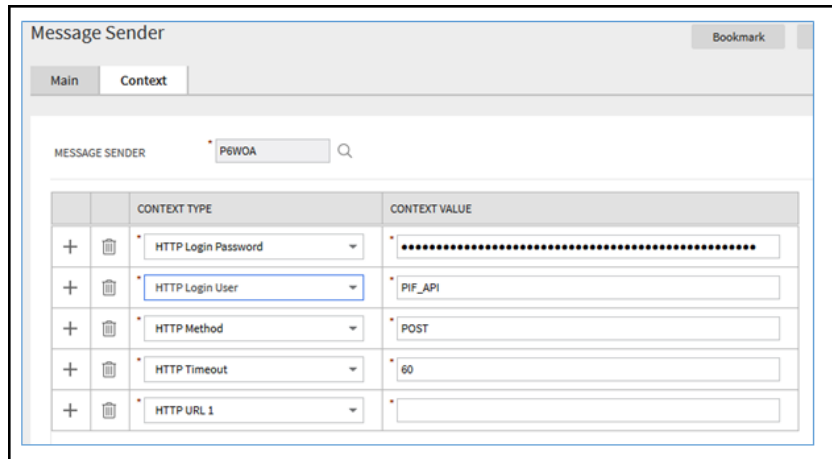 Message Sender
Bookmark
Main Context
MESSAGE SENDER * P6WOA
CONTEXT TYPE CONTEXT VALUE
* HTTP Login Password * ••••••••••••••••••••••••••••••••••••••••••••••••••
* HTTP Login User * PIF_API
* HTTP Method * POST
* HTTP Timeout * 60
* HTTP URL 1 *